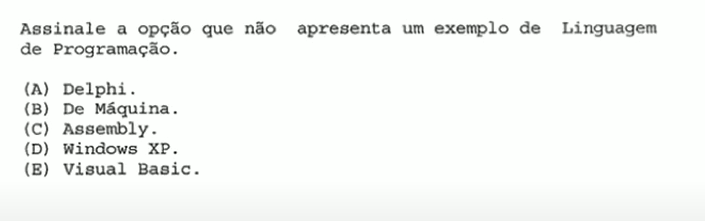 Assinale a opção que não apresenta um exemplo de Linguagem
de Programação.
(A) Delphi.
(B) De Máquina.
(C) Assembly.
(D) Windows XP.
(E) Visual Basic.